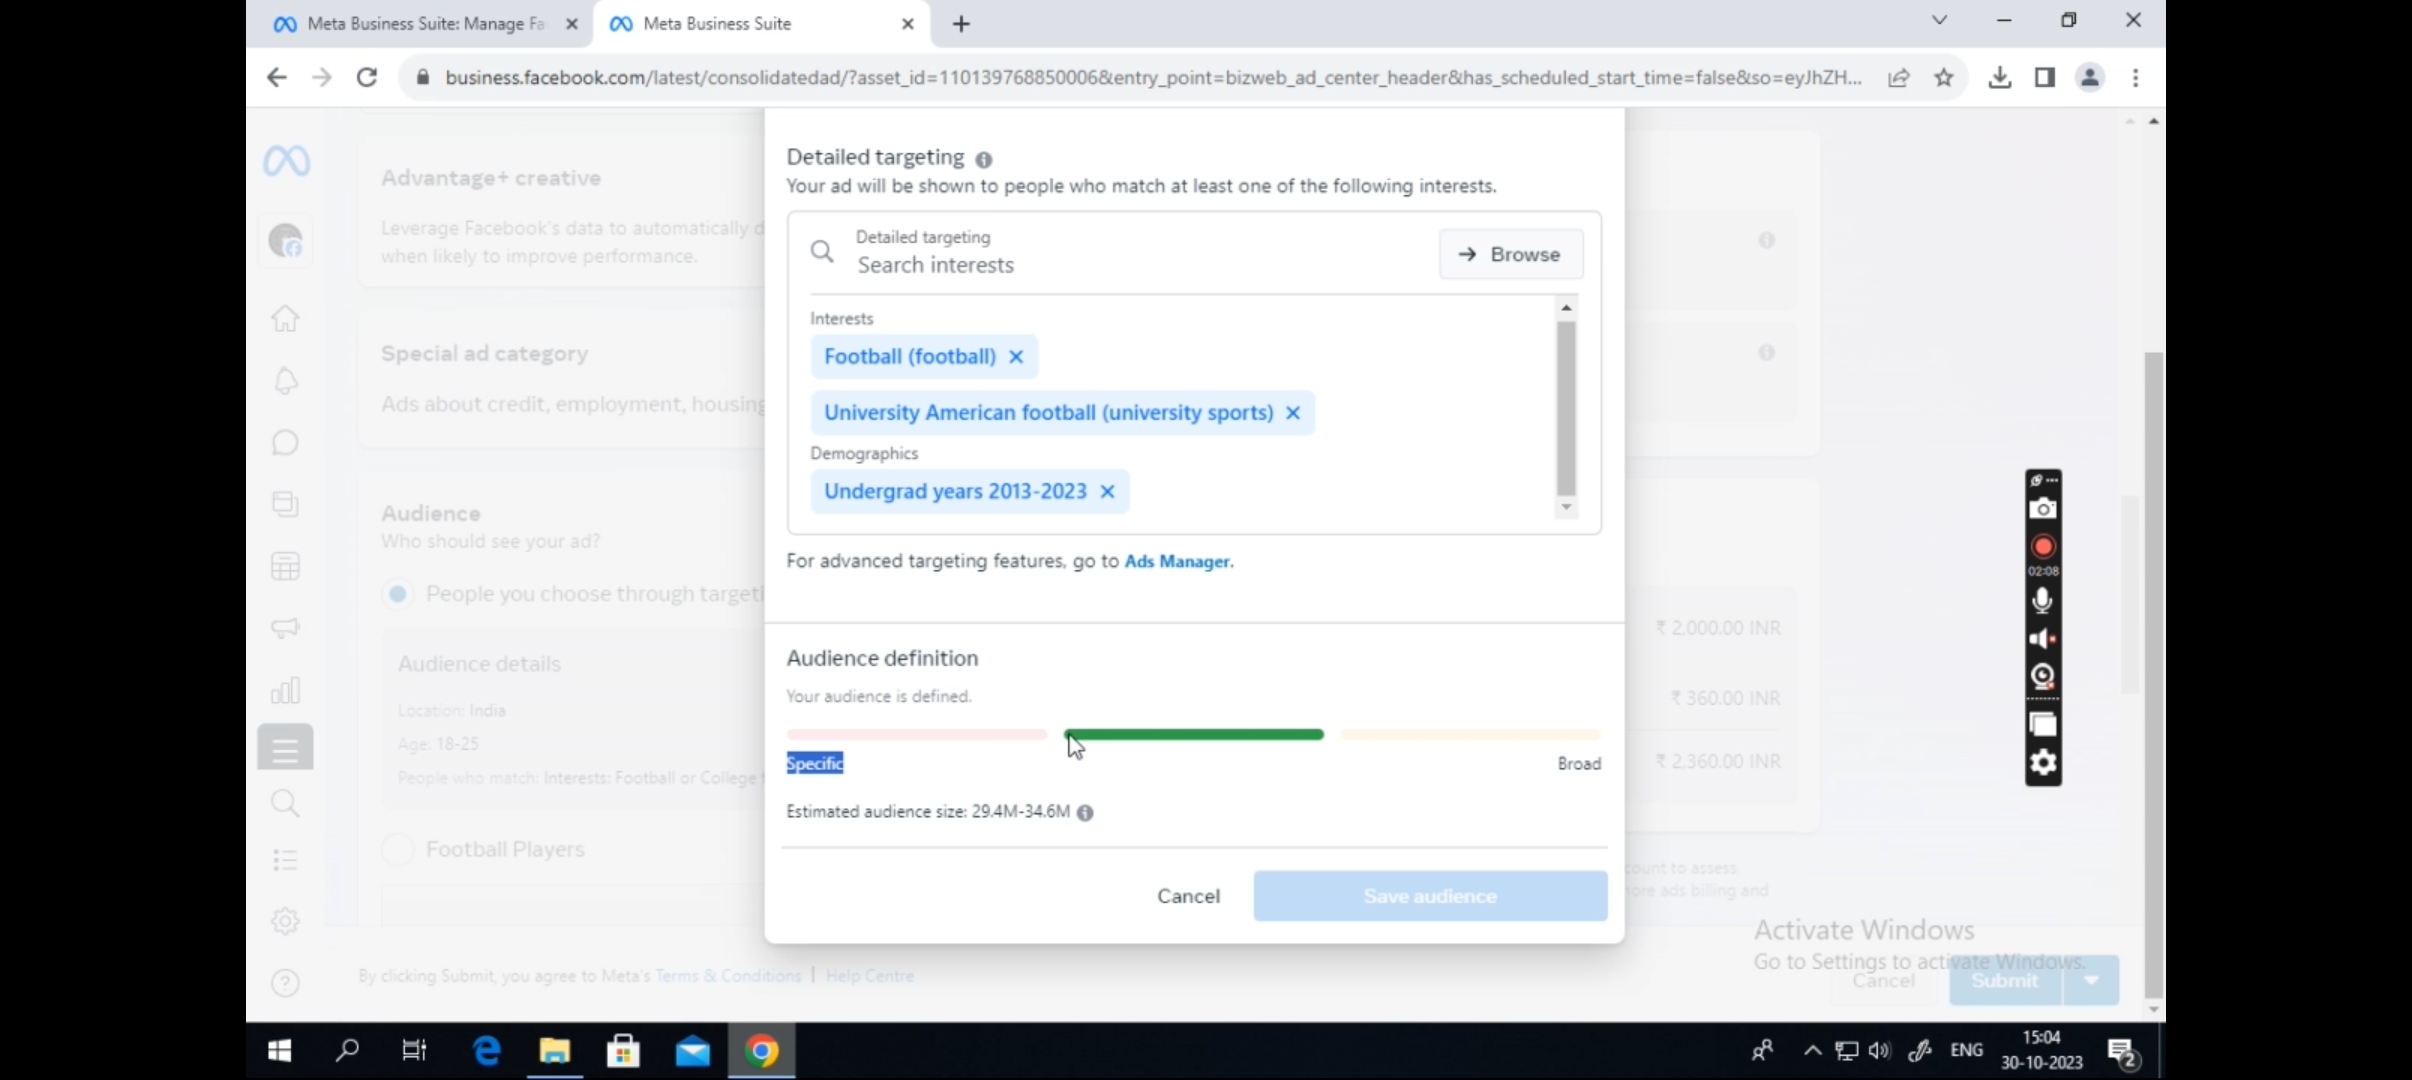 Meta Business Suite: Manage Fa
Meta Business Suite
business.facebook.com/latest/consolidatedad/?asset_id=110139768850006&entry_point=bizweb_ad_center_header&has_scheduled_start_time=false&so=eyJhZH...
Advantage+ creative
Leverage Facebook's data to automatically d
when likely to improve performance.
Special ad category
Ads about credit, employment, housing
Audience
Who should see your ad?
People you choose through targeti
Audience details
Location: India
Age: 18-25
People who match: Interests: Football or College
Football Players
Detailed targeting
Your ad will be shown to people who match at least one of the following interests.
Detailed targeting
Search interests
Browse
Interests
Football (football)
University American football (university sports)
Demographics
Undergrad years 2013-2023
For advanced targeting features, go to Ads Manager.
Audience definition
Your audience is defined.
Specific
Broad
Estimated audience size: 29.4M-34.6M
Cancel
Save audience
₹ 2,000.00 INR
₹ 360.00 INR
₹ 2,360.00 INR
count to assess
ore ads billing and
02:08
Activate Windows
Go to Settings to activate Windows.
By clicking Submit, you agree to Meta's Terms & Conditions | Help Centre
Cancel
Submit
ENG
15:04
30-10-2023
2